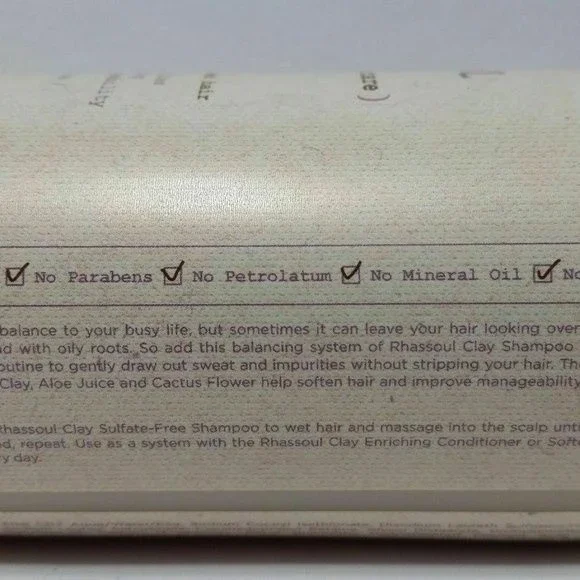 hair
are)
No Parabens No Petrolatum No Mineral Oil No
balance to your busy life, but sometimes it can leave your hair looking over
d with oily roots. So add this balancing system of Rhassoul Clay Shampoo
outine to gently draw out sweat and impurities without stripping your hair. Th
Clay, Aloe Juice and Cactus Flower help soften hair and improve manageability
Rhassoul Clay Sulfate-Free Shampoo to wet hair and massage into the scalp unti
d, repeat. Use as a system with the Rhassoul Clay Enriching Conditioner or Softe
y day.